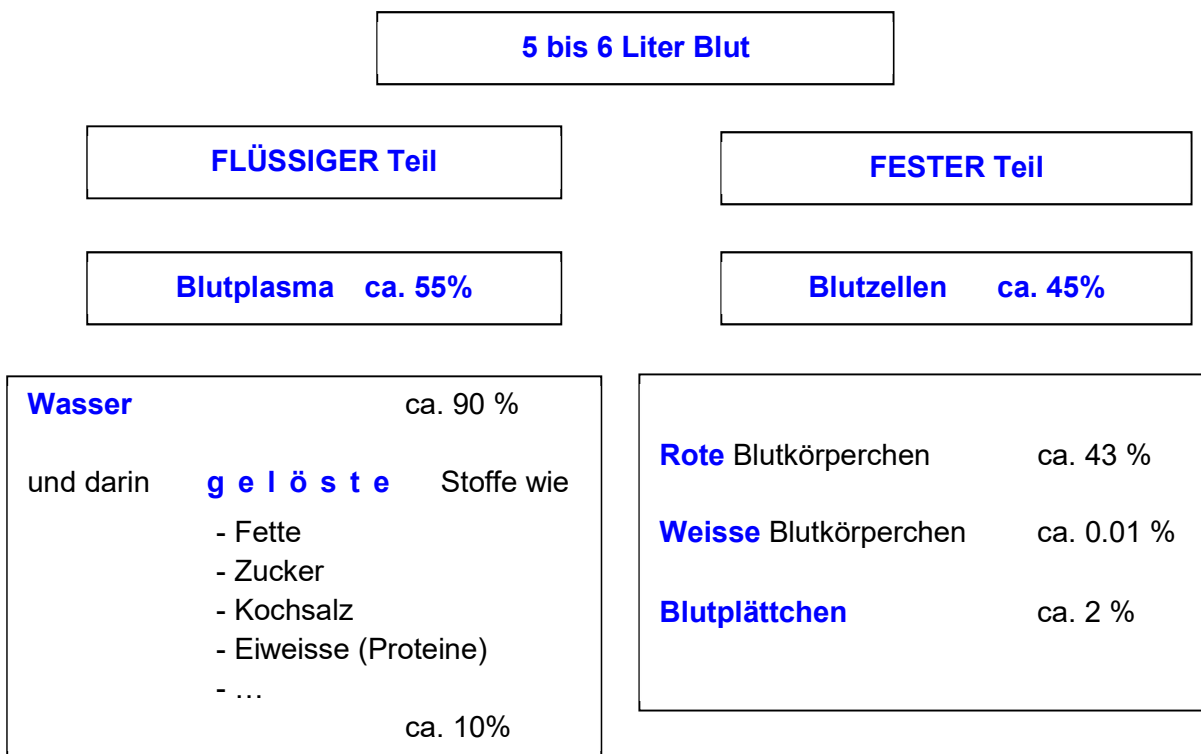 5 bis 6 Liter Blut
FLÜSSIGER Teil
FESTER Teil
Blutplasma ca. 55%
Blutzellen ca. 45%
Wasser ca. 90 %
und darin g e l ö s t e Stoffe wie
- Fette
- Zucker
- Kochsalz
- Eiweisse (Proteine)
- …
ca. 10%
Rote Blutkörperchen ca. 43 %
Weisse Blutkörperchen ca. 0.01 %
Blutplättchen ca. 2 %